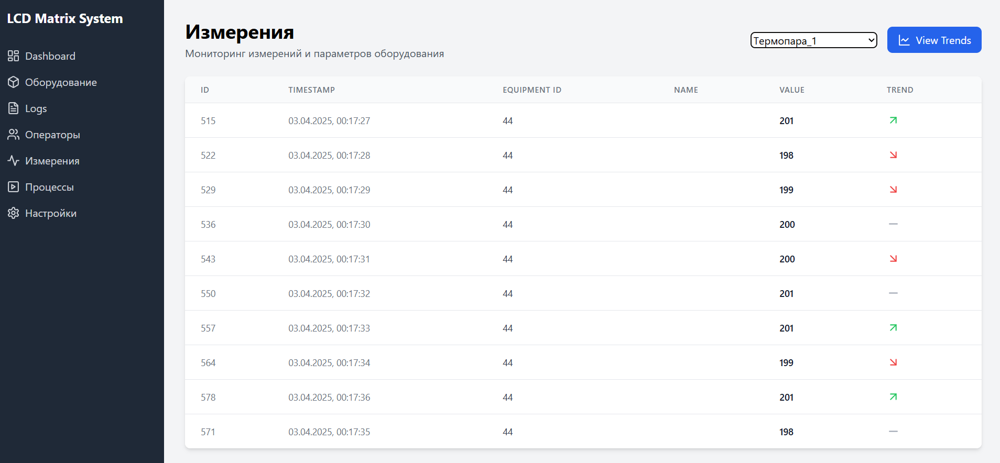 LCD Matrix System
Dashboard
Оборудование
Logs
Операторы
Измерения
Процессы
Настройки
Измерения
Мониторинг измерений и параметров оборудования
Термопара_1
View Trends
ID TIMESTAMP EQUIPMENT ID NAME VALUE TREND
515 03.04.2025, 00:17:27 44 201
522 03.04.2025, 00:17:28 44 198
529 03.04.2025, 00:17:29 44 199
536 03.04.2025, 00:17:30 44 200
543 03.04.2025, 00:17:31 44 200
550 03.04.2025, 00:17:32 44 201
557 03.04.2025, 00:17:33 44 201
564 03.04.2025, 00:17:34 44 199
578 03.04.2025, 00:17:36 44 201
571 03.04.2025, 00:17:35 44 198